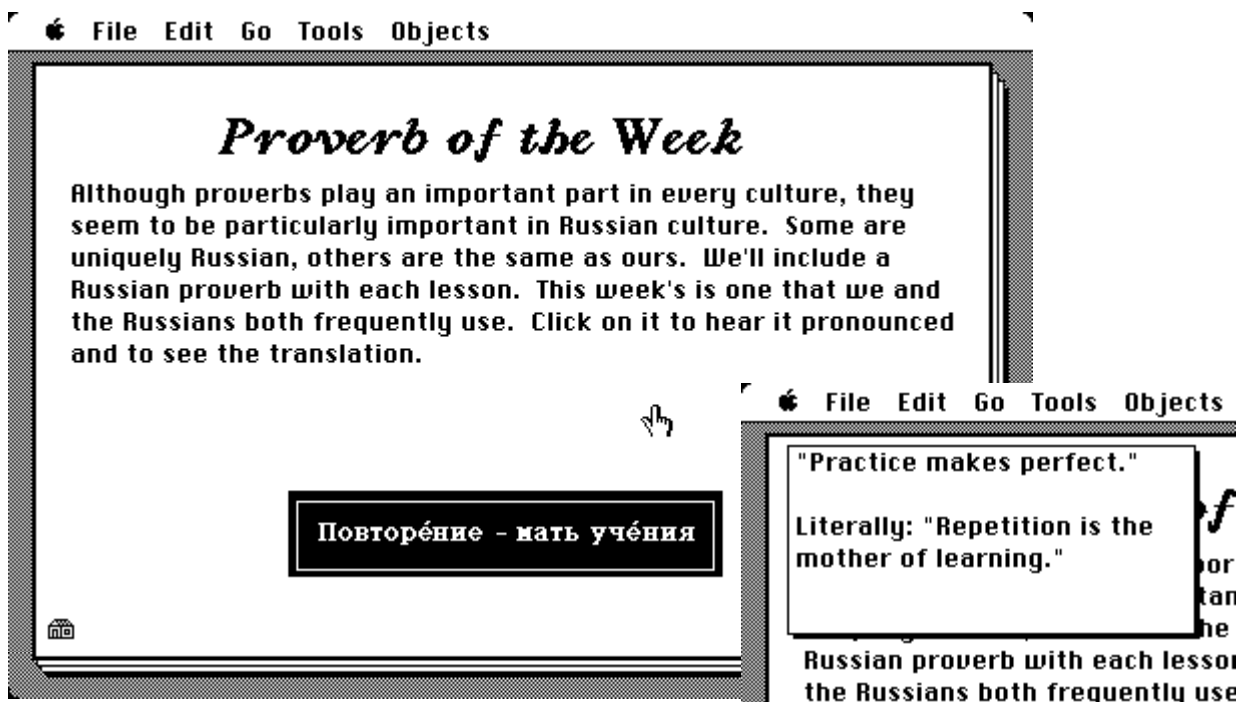 File Edit Go Tools Objects
Proverb of the Week
Although proverbs play an important part in every culture, they
seem to be particularly important in Russian culture.  Some are
uniquely Russian, others are the same as ours.  We'll include a
Russian proverb with each lesson.  This week's is one that we and
the Russians both frequently use.  Click on it to hear it pronounced
and to see the translation.
Повторе́ние - мать уче́ния
File Edit Go Tools Objects
"Practice makes perfect."
Literally: "Repetition is the
mother of learning."
f
he
Russian proverb with each lesson
the Russians both frequently use